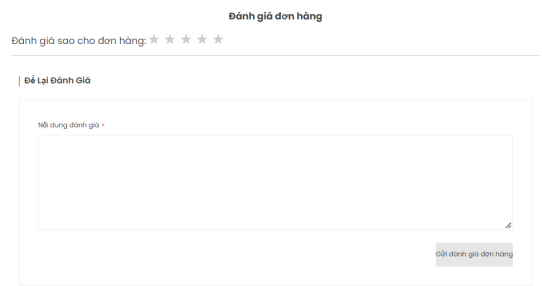 Đánh giá đơn hàng
Đánh giá sao cho đơn hàng:
Để Lại Đánh Giá
Nội dung đánh giá *
Gửi đánh giá đơn hàng